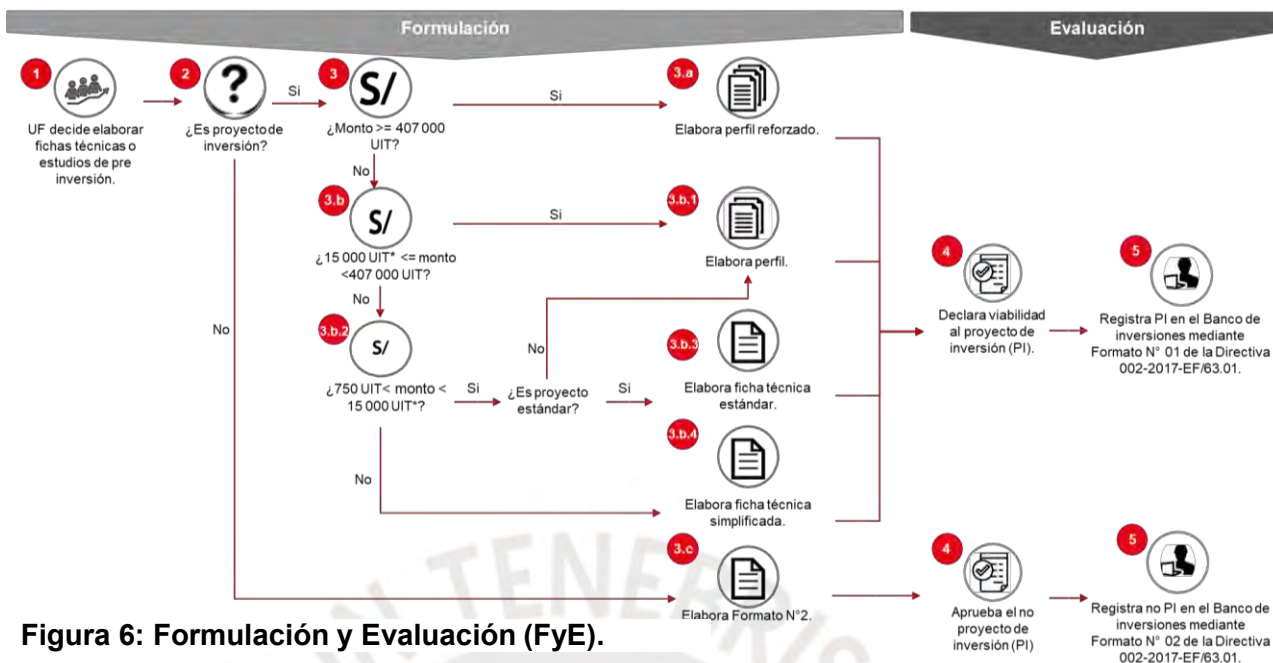 Formulación
Evaluación
1
UF decide elaborar
fichas técnicas o
estudios de pre
inversión.
2
?
¿Es proyecto de
inversión?
Si
3
S/
¿Monto >= 407 000
UIT?
Si
3.a
Elabora perfil reforzado.
No
3.b
S/
¿15 000 UIT* <= monto
<407 000 UIT?
Si
3.b.1
Elabora perfil.
No
3.b.2
S/
¿750 UIT< monto <
15 000 UIT*?
Si
¿Es proyecto
estándar?
No
Si
3.b.3
Elabora ficha técnica
estándar.
No
3.b.4
Elabora ficha técnica
simplificada.
4
Declara viabilidad
al proyecto de
inversión (PI).
5
Registra PI en el Banco de
inversiones mediante
Formato N° 01 de la Directiva
002-2017-EF/63.01.
No
3.c
Elabora Formato N°2.
4
Aprueba el no
proyecto de
inversión (PI)
5
Registra no PI en el Banco de
inversiones mediante
Formato N° 02 de la Directiva
002-2017-EF/63.01.
TENEBRIS
Figura 6: Formulación y Evaluación (FyE).